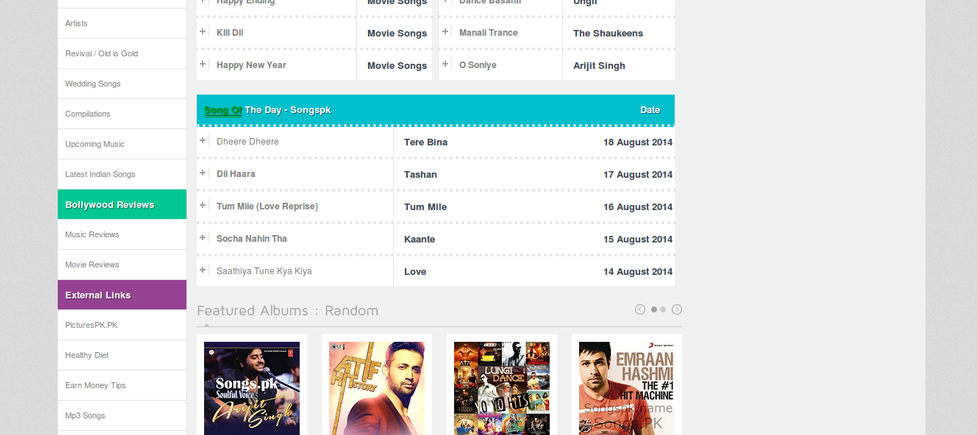 Artists
Revival / Old is Gold
Wedding Songs
Compilations
Upcoming Music
Latest Indian Songs
Bollywood Reviews
Music Reviews
Movie Reviews
External Links
PicturesPK.PK
Healthy Diet
Earn Money Tips
Mp3 Songs
Happy Ending Movie Songs
+ Kill Dil Movie Songs
+ Happy New Year Movie Songs
Dance Basanti Ungli
+ Manali Trance The Shaukeens
+ O Soniye Arijit Singh
Song Of The Day - Songspk Date
+ Dheere Dheere Tere Bina 18 August 2014
+ Dil Haara Tashan 17 August 2014
+ Tum Mile (Love Reprise) Tum Mile 16 August 2014
+ Socha Nahin Tha Kaante 15 August 2014
+ Saathiya Tune Kya Kiya Love 14 August 2014
Featured Albums : Random
Songs.pk
Soulful Voice
Arijit
Singh
ATIF
HISTORY
LUNGI
DANCE
EMRAAN
HASHMI
THE #1
HIT MACHINE
Songspk.name
Songs.PK